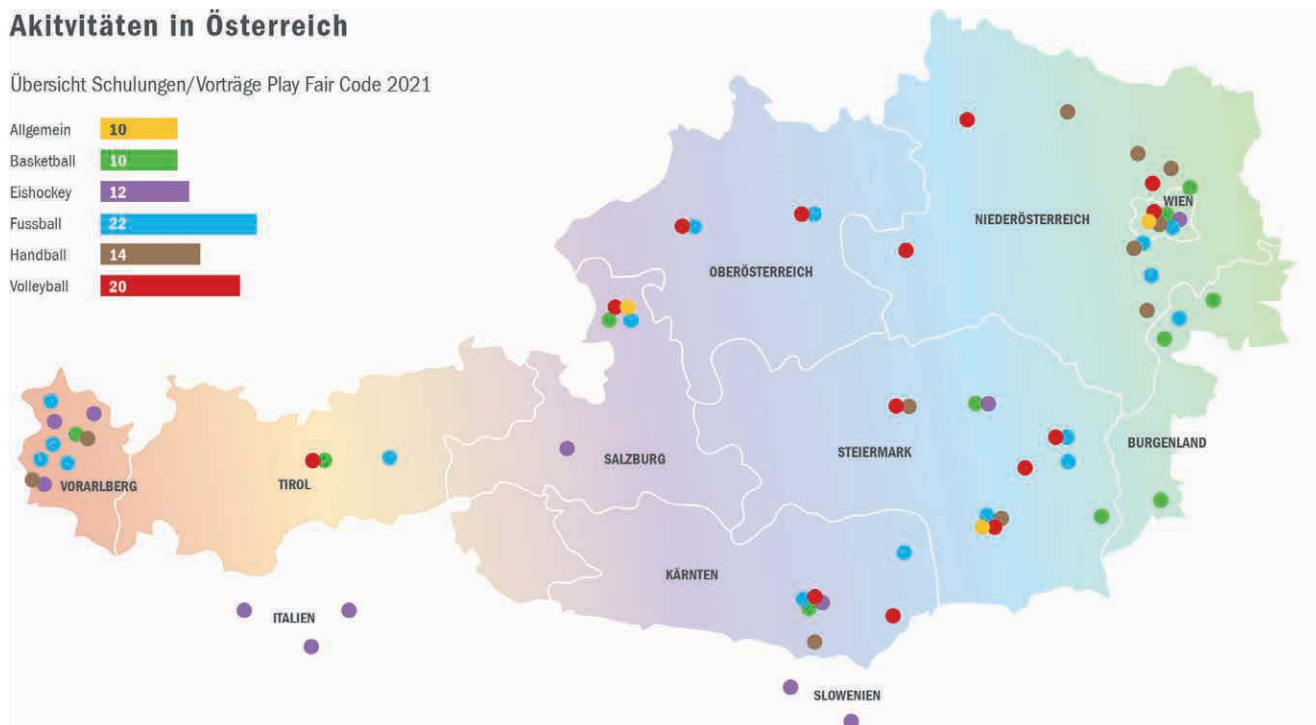 Akitvitäten in Österreich
Übersicht Schulungen/Vorträge Play Fair Code 2021
Allgemein 10
Basketball 10
Eishockey 12
Fussball 22
Handball 14
Volleyball 20
WIEN
NIEDERÖSTERREICH
OBERÖSTERREICH
BURGENLAND
STEIERMARK
SALZBURG
TIROL
VORARLBERG
KÄRNTEN
ITALIEN
SLOWENIEN